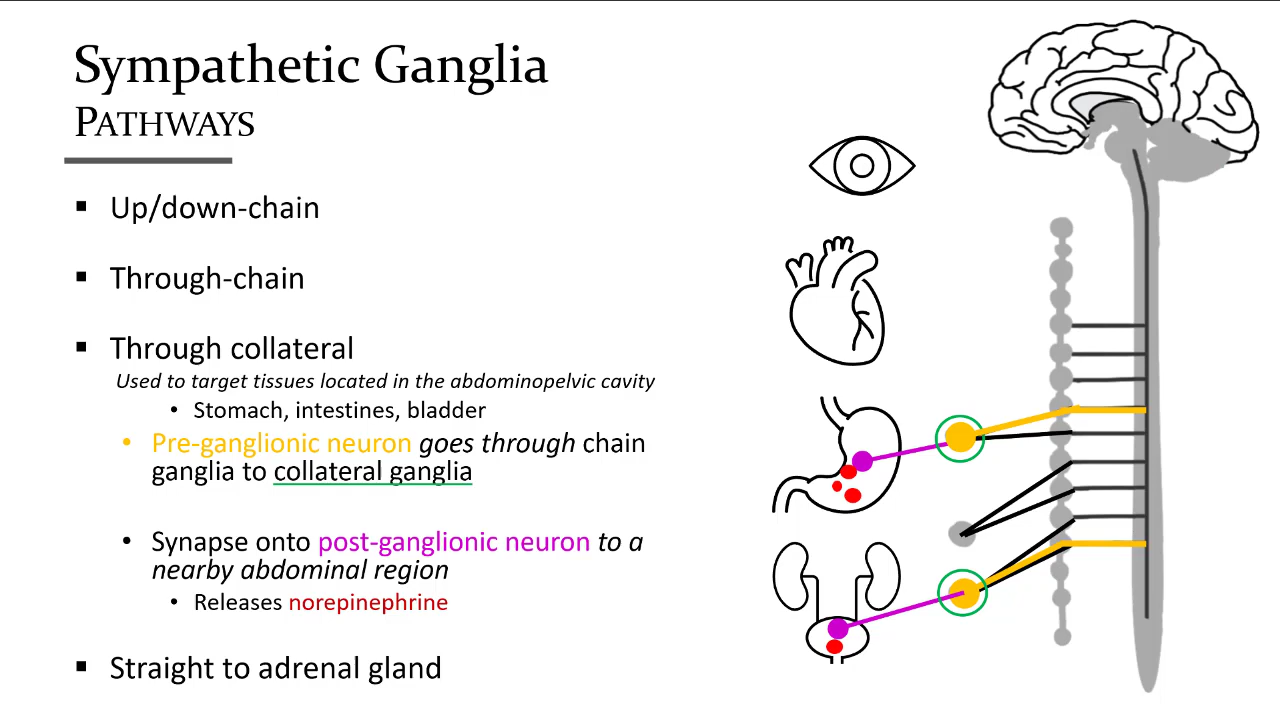 Sympathetic Ganglia
PATHWAYS
▪ Up/down-chain
▪ Through-chain
▪ Through collateral
Used to target tissues located in the abdominopelvic cavity
• Stomach, intestines, bladder
• Pre-ganglionic neuron goes through chain
ganglia to collateral ganglia
• Synapse onto post-ganglionic neuron to a
nearby abdominal region
• Releases norepinephrine
▪ Straight to adrenal gland